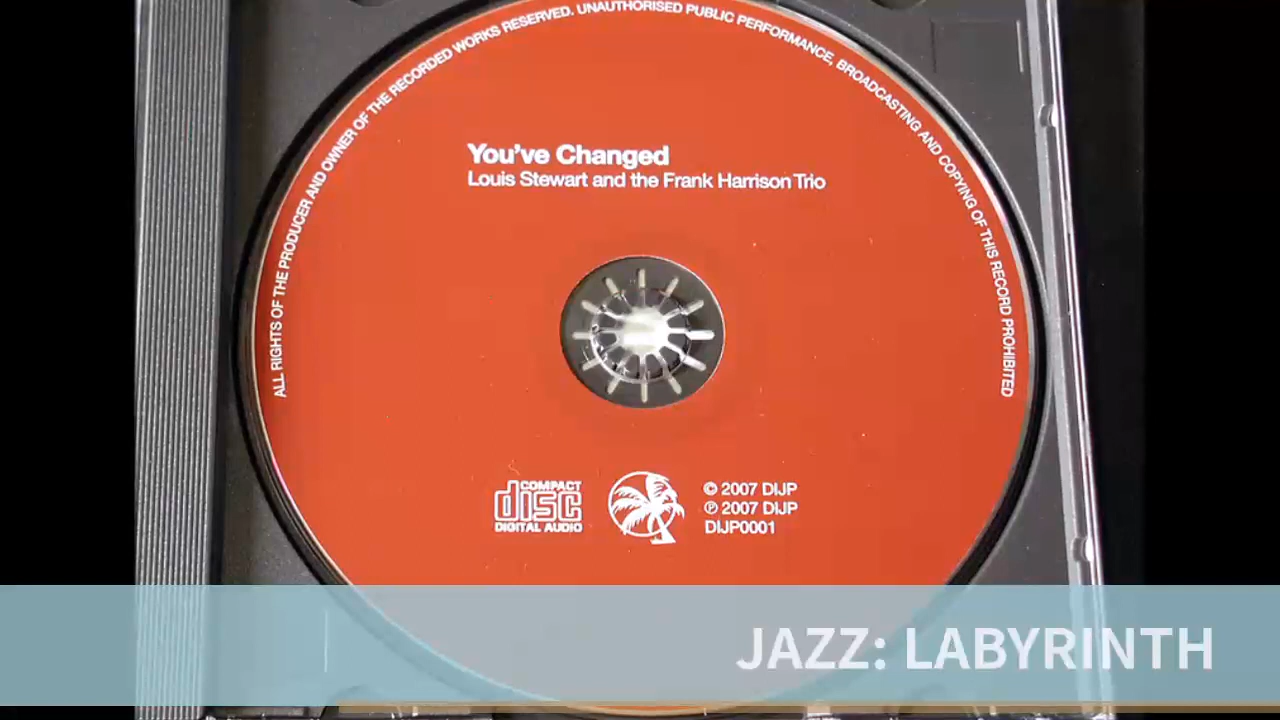 ALL RIGHTS OF THE PRODUCER AND OWNER OF THE RECORDED WORKS RESERVED. UNAUTHORISED PUBLIC PERFORMANCE, BROADCASTING AND COPYING OF THIS RECORD PROHIBITED
You've Changed
Louis Stewart and the Frank Harrison Trio
COMPACT
disc
DIGITAL AUDIO
© 2007 DIJP
℗ 2007 DIJP
DIJP0001
JAZZ: LABYRINTH